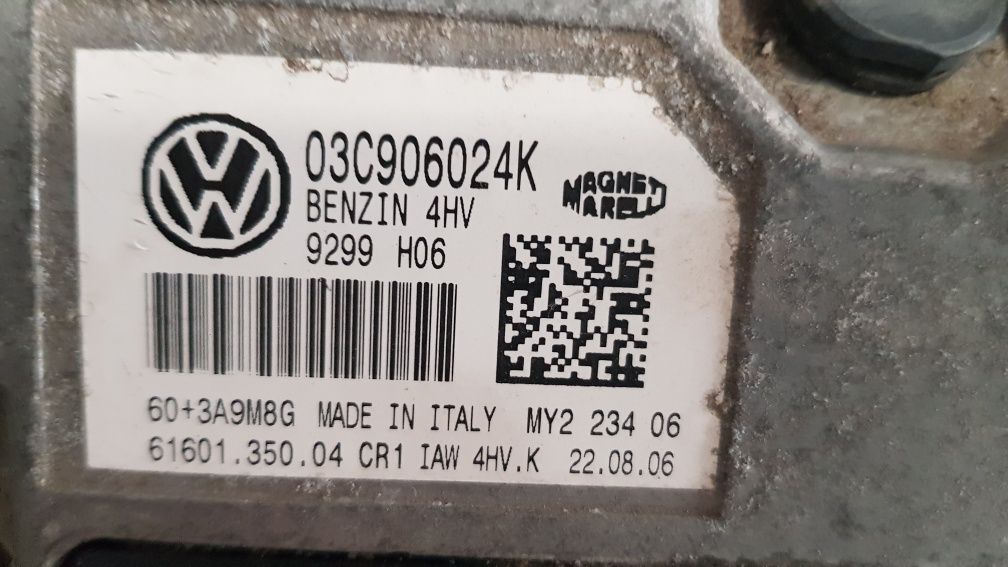 03C906024K
BENZIN 4HV
9299 H06
MAGNETI
MARELLI
60+3A9M8G MADE IN ITALY MY2 234 06
61601.350.04 CR1 IAW 4HV.K 22.08.06